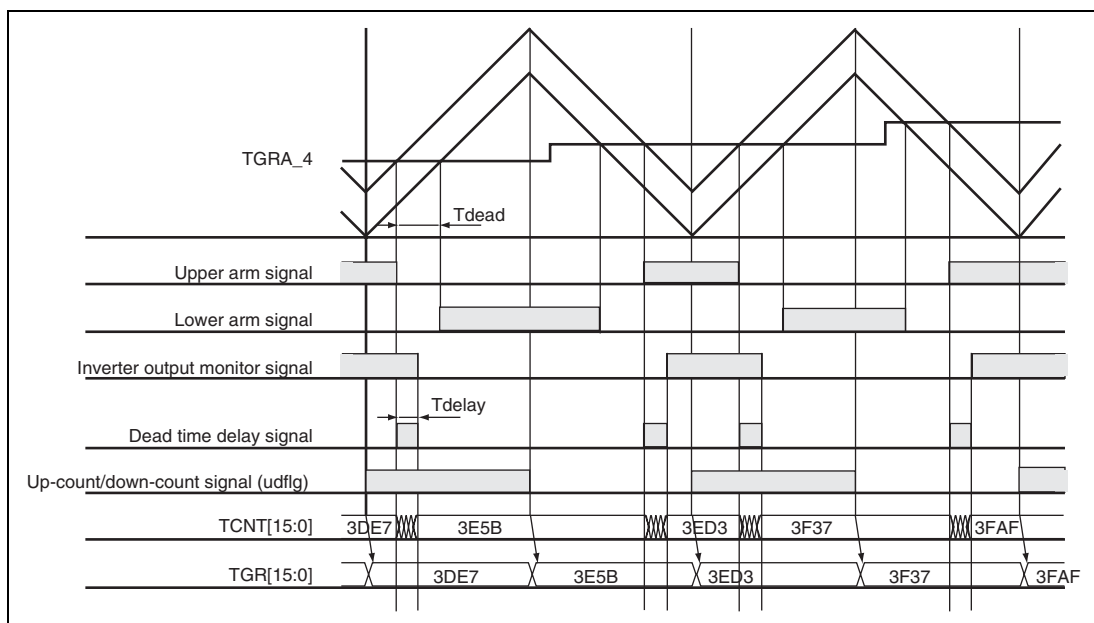 TGRA_4
Tdead
Upper arm signal
Lower arm signal
Inverter output monitor signal
Tdelay
Dead time delay signal
Up-count/down-count signal (udflg)
TCNT[15:0] 3DE7 3E5B 3ED3 3F37 3FAF
TGR[15:0] 3DE7 3E5B 3ED3 3F37 3FAF